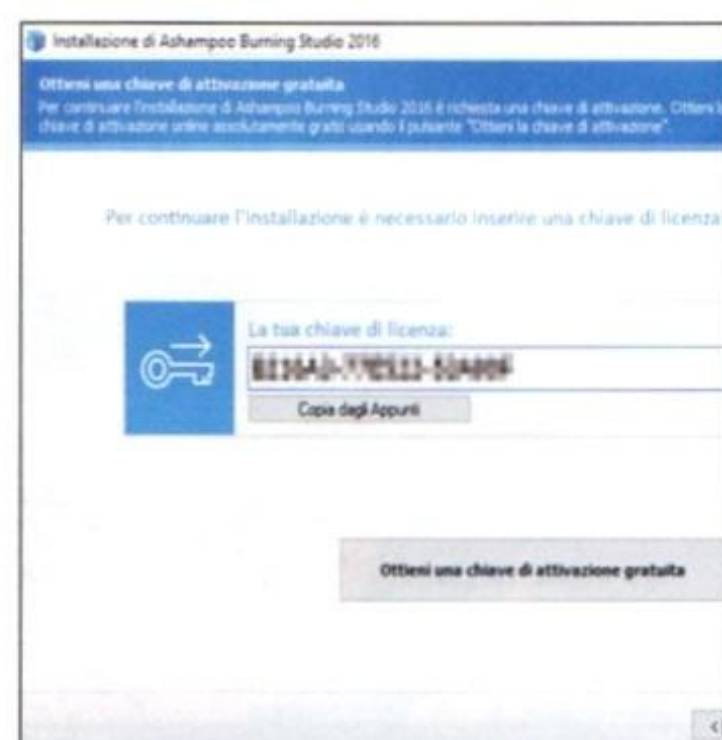 Installazione di Ashampoo Burning Studio 2016
Ottieni una chiave di attivazione gratuita
Per continuare l'installazione di Ashampoo Burning Studio 2016 è richiesta una chiave di attivazione. Ottieni la
chiave di attivazione online assolutamente gratis usando il pulsante "Ottieni la chiave di attivazione".
Per continuare l'installazione è necessario inserire una chiave di licenza
La tua chiave di licenza:
Copia dagli Appunti
Ottieni una chiave di attivazione gratuita
<